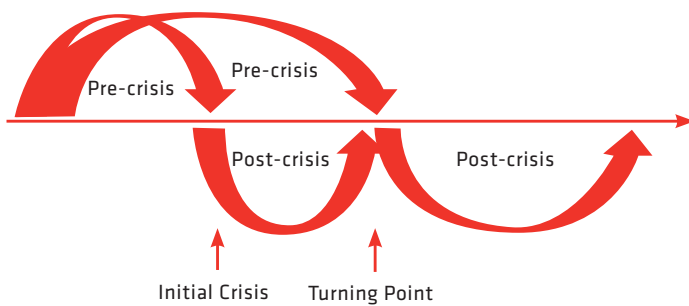 Pre-crisis
Pre-crisis
Post-crisis
Post-crisis
Initial Crisis
Turning Point